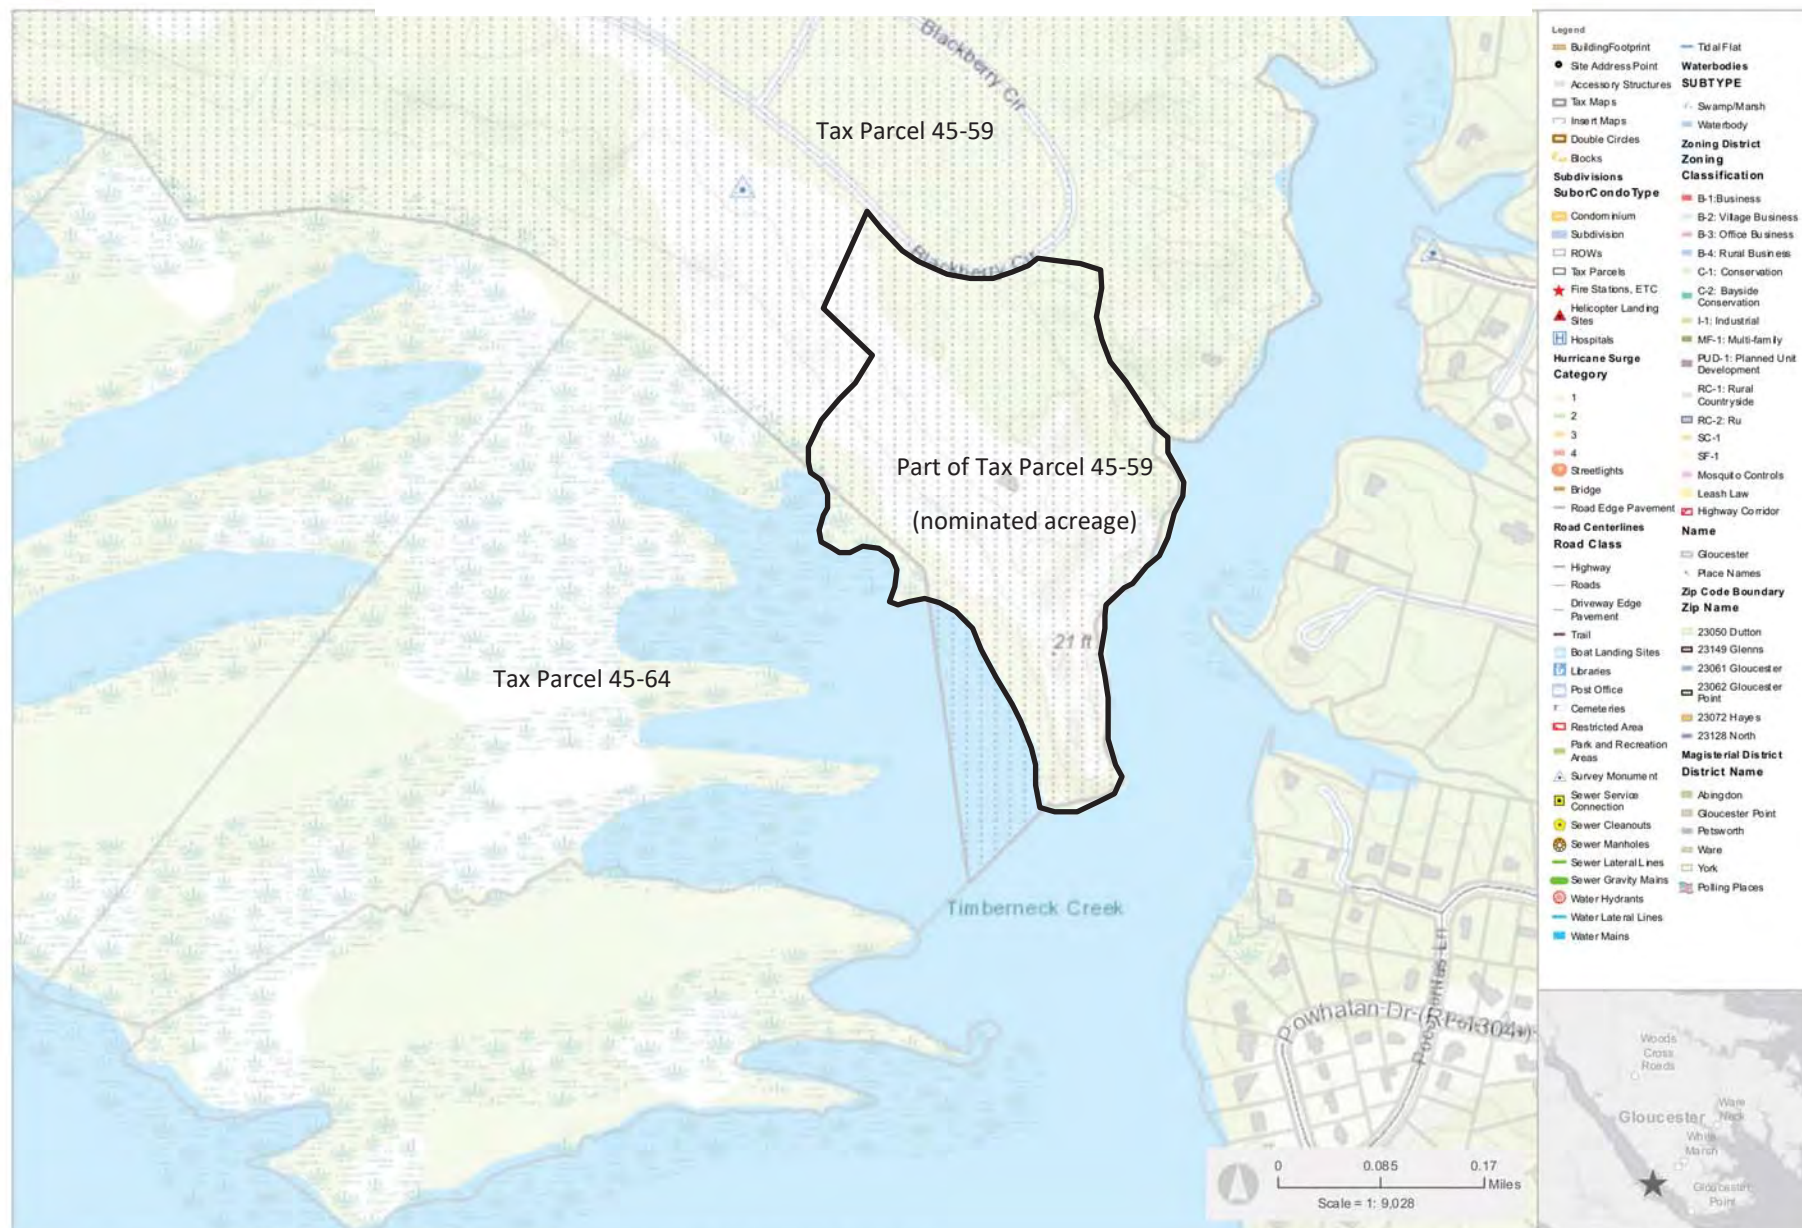 Blackberry Cir
Tax Parcel 45-59
Blackberry Cir
Part of Tax Parcel 45-59
(nominated acreage)
21 ft
Tax Parcel 45-64
Timberneck Creek
Powhatan Dr
Pocahontas Ln
0 0.085 0.17
Miles
Scale = 1: 9,028
Legend
BuildingFootprint
Site Address Point
Accessory Structures
Tax Maps
Insert Maps
Double Circles
Blocks
Subdivisions
SuborCondoType
Condominium
Subdivision
ROWs
Tax Parcels
Fire Stations, ETC
Helicopter Landing
Sites
Hospitals
Hurricane Surge
Category
1
2
3
4
Streetlights
Bridge
Road Edge Pavement
Road Centerlines
Road Class
Highway
Roads
Driveway Edge
Pavement
Trail
Boat Landing Sites
Libraries
Post Office
Cemeteries
Restricted Area
Park and Recreation
Areas
Survey Monument
Sewer Service
Connection
Sewer Cleanouts
Sewer Manholes
Sewer Lateral Lines
Sewer Gravity Mains
Water Hydrants
Water Lateral Lines
Water Mains
Tidal Flat
Waterbodies
SUBTYPE
Swamp/Marsh
Waterbody
Zoning District
Zoning
Classification
B-1:Business
B-2: Village Business
B-3: Office Business
B-4: Rural Business
C-1: Conservation
C-2: Bayside
Conservation
I-1: Industrial
MF-1: Multi-family
PUD-1: Planned Unit
Development
RC-1: Rural
Countryside
RC-2: Ru
SC-1
SF-1
Mosquito Controls
Leash Law
Highway Corridor
Name
Gloucester
Place Names
Zip Code Boundary
Zip Name
23050 Dutton
23149 Glenns
23061 Gloucester
23062 Gloucester
Point
23072 Hayes
23128 North
Magisterial District
District Name
Abingdon
Gloucester Point
Petsworth
Ware
York
Polling Places
Woods
Cross
Roads
Ware
Neck
Gloucester
White
Marsh
Gloucester
Point